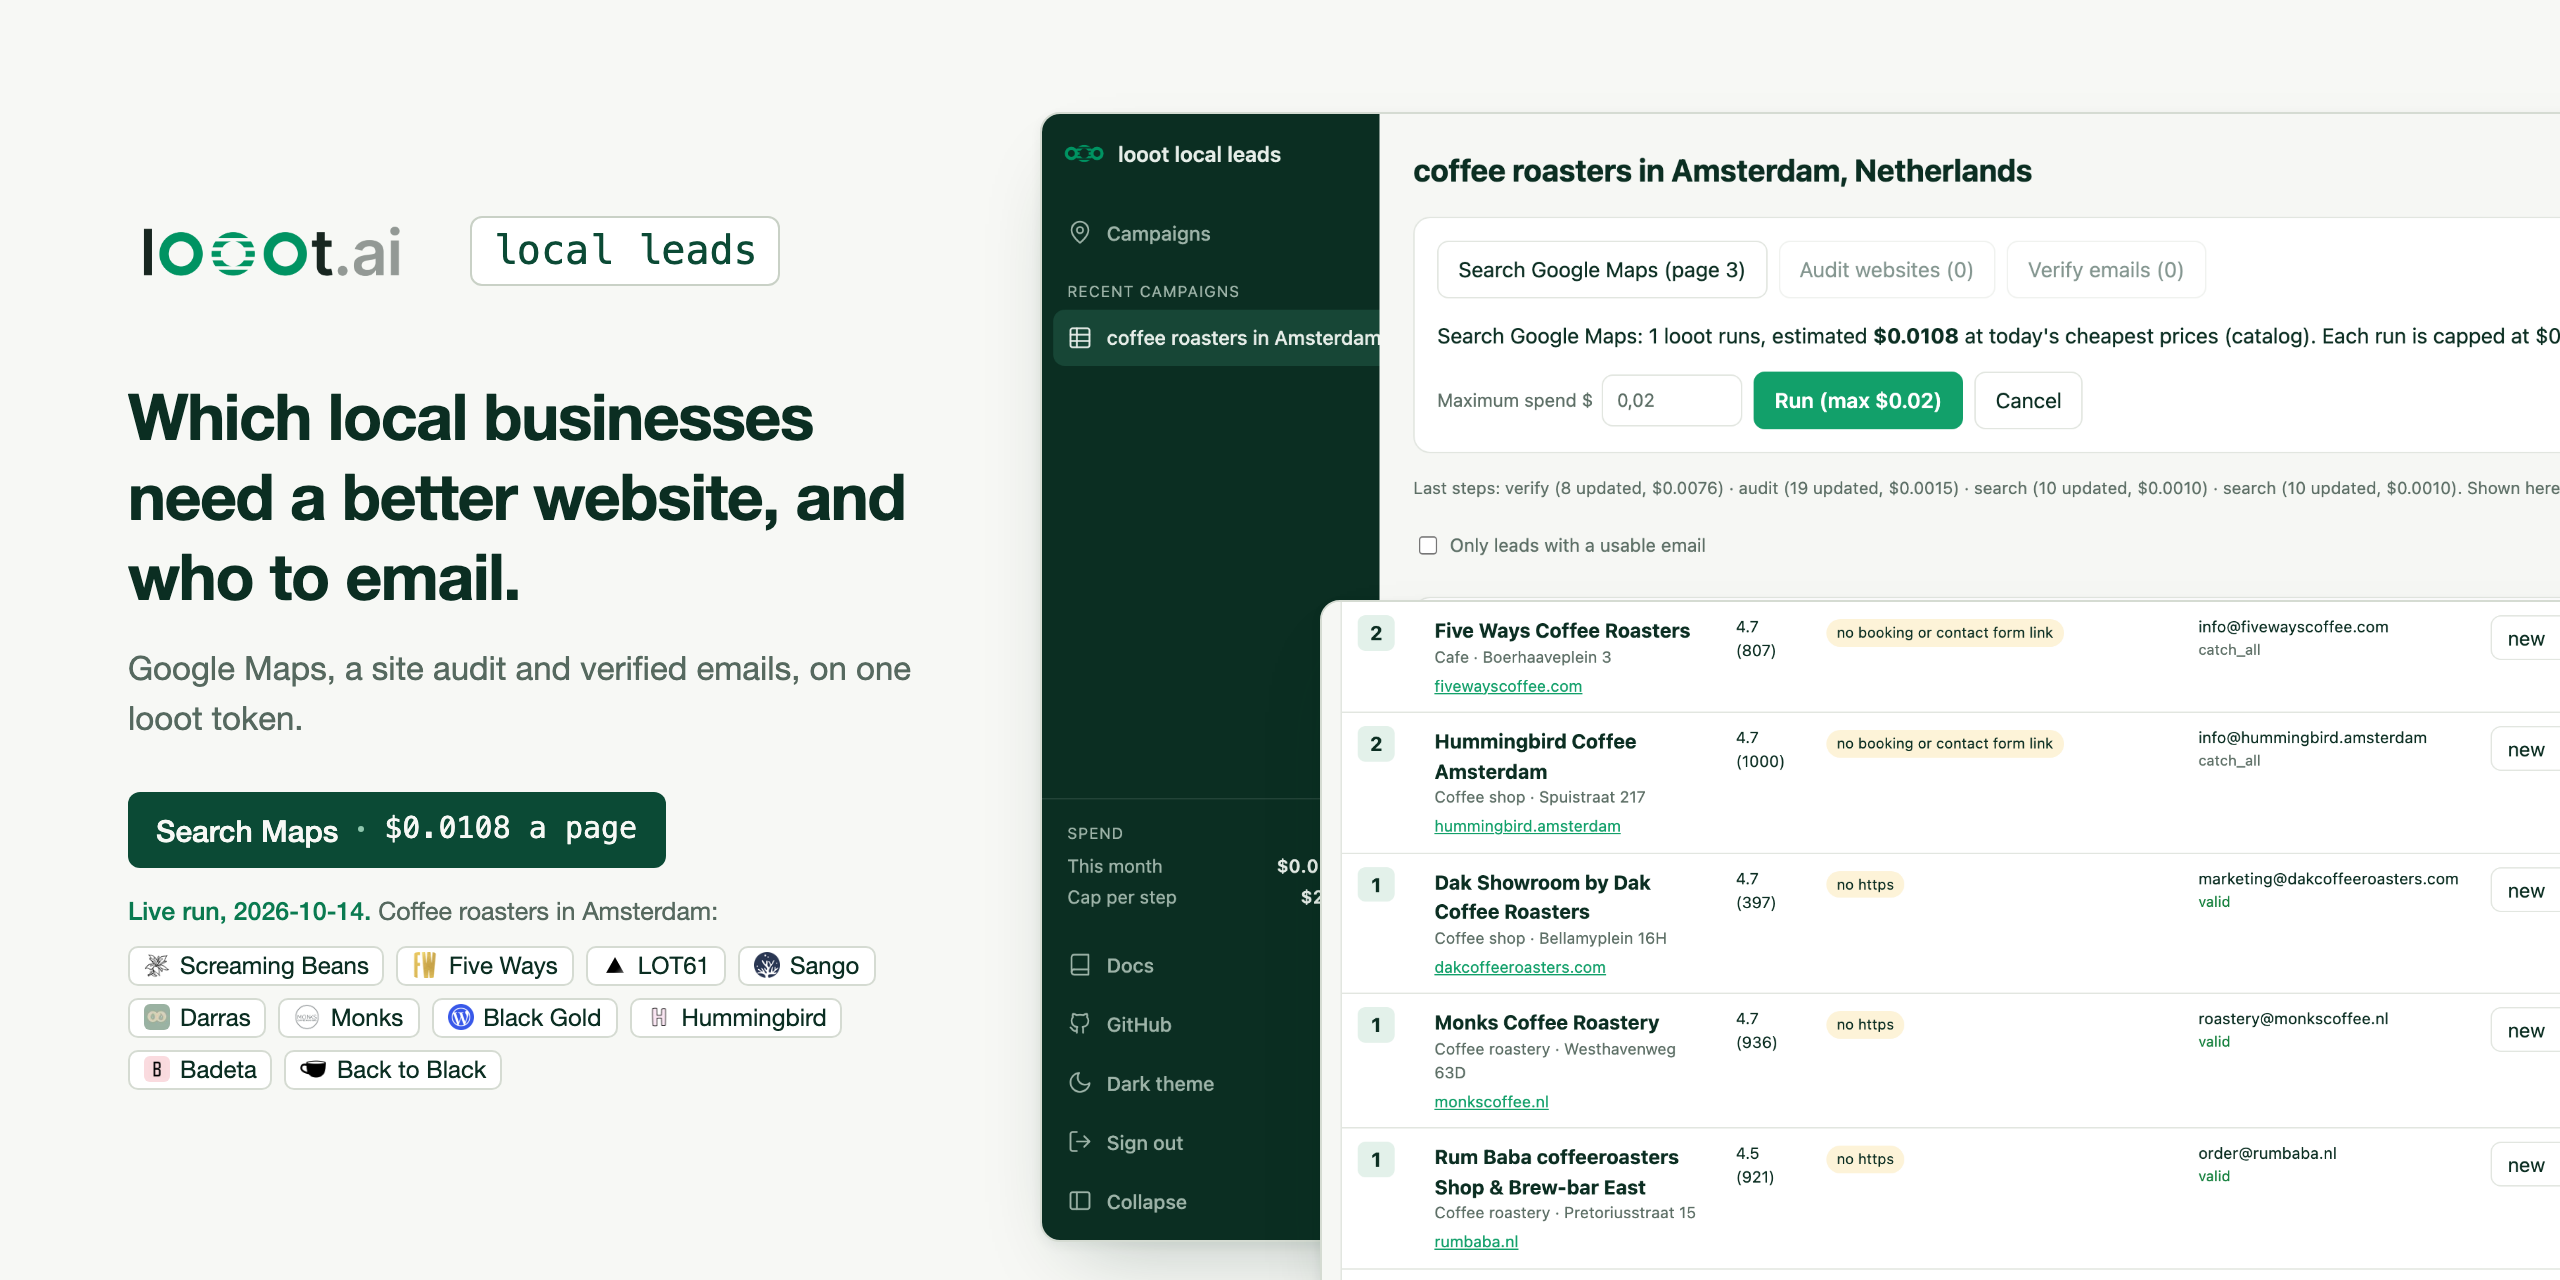 looot.ai
local leads
Which local businesses
need a better website, and
who to email.
Google Maps, a site audit and verified emails, on one
looot token.
Search Maps · $0.0108 a page
Live run, 2026-10-14. Coffee roasters in Amsterdam:
Screaming Beans
Five Ways
LOT61
Sango
Darras
Monks
Black Gold
Hummingbird
Badeta
Back to Black
looot local leads
Campaigns
RECENT CAMPAIGNS
coffee roasters in Amsterdam
SPEND
This month $0.0
Cap per step $2
Docs
GitHub
Dark theme
Sign out
Collapse
coffee roasters in Amsterdam, Netherlands
Search Google Maps (page 3)
Audit websites (0)
Verify emails (0)
Search Google Maps: 1 looot runs, estimated $0.0108 at today's cheapest prices (catalog). Each run is capped at $0
Maximum spend $ 0,02
Run (max $0.02)
Cancel
Last steps: verify (8 updated, $0.0076) · audit (19 updated, $0.0015) · search (10 updated, $0.0010) · search (10 updated, $0.0010). Shown here
Only leads with a usable email
2
Five Ways Coffee Roasters
Cafe · Boerhaaveplein 3
fivewayscoffee.com
4.7
(807)
no booking or contact form link
info@fivewayscoffee.com
catch_all
new
2
Hummingbird Coffee
Amsterdam
Coffee shop · Spuistraat 217
hummingbird.amsterdam
4.7
(1000)
no booking or contact form link
info@hummingbird.amsterdam
catch_all
new
1
Dak Showroom by Dak
Coffee Roasters
Coffee shop · Bellamyplein 16H
dakcoffeeroasters.com
4.7
(397)
no https
marketing@dakcoffeeroasters.com
valid
new
1
Monks Coffee Roastery
Coffee roastery · Westhavenweg
63D
monkscoffee.nl
4.7
(936)
no https
roastery@monkscoffee.nl
valid
new
1
Rum Baba coffeeroasters
Shop & Brew-bar East
Coffee roastery · Pretoriusstraat 15
rumbaba.nl
4.5
(921)
no https
order@rumbaba.nl
valid
new